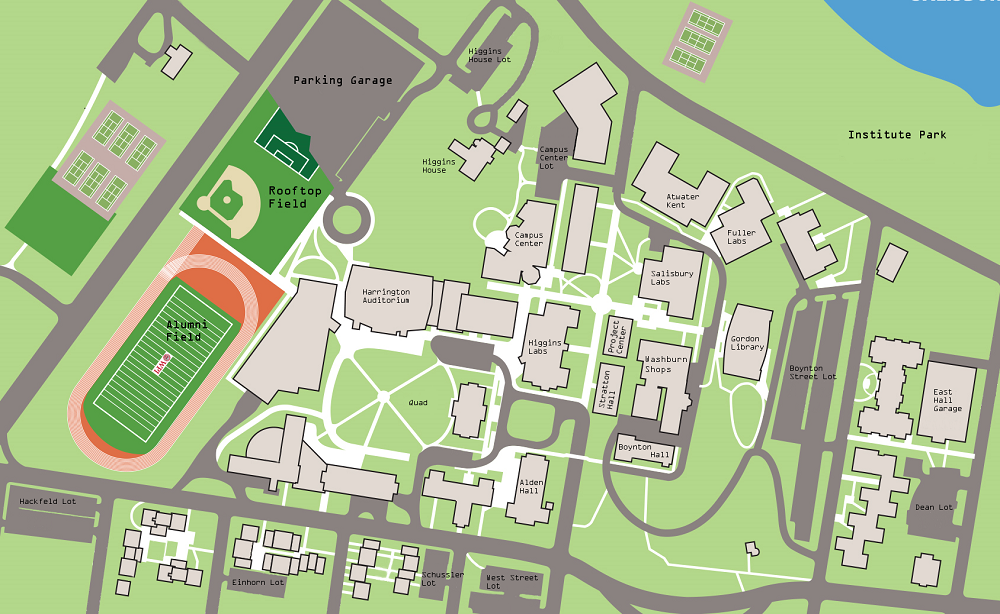 Parking Garage
Higgins
House Lot
Institute Park
Campus
Center
Lot
Higgins
House
Rooftop
Field
Atwater
Kent
Fuller
Labs
Campus
Center
Salisbury
Labs
Harrington
Auditorium
Alumni
Field
WPI
Higgins
Labs
Project
Center
Gordon
Library
Washburn
Shops
Boynton
Street Lot
Stratton
Hall
Quad
East
Hall
Garage
Boynton
Hall
Alden
Hall
Hackfeld Lot
Dean Lot
Einhorn Lot
Schussler
Lot
West Street
Lot